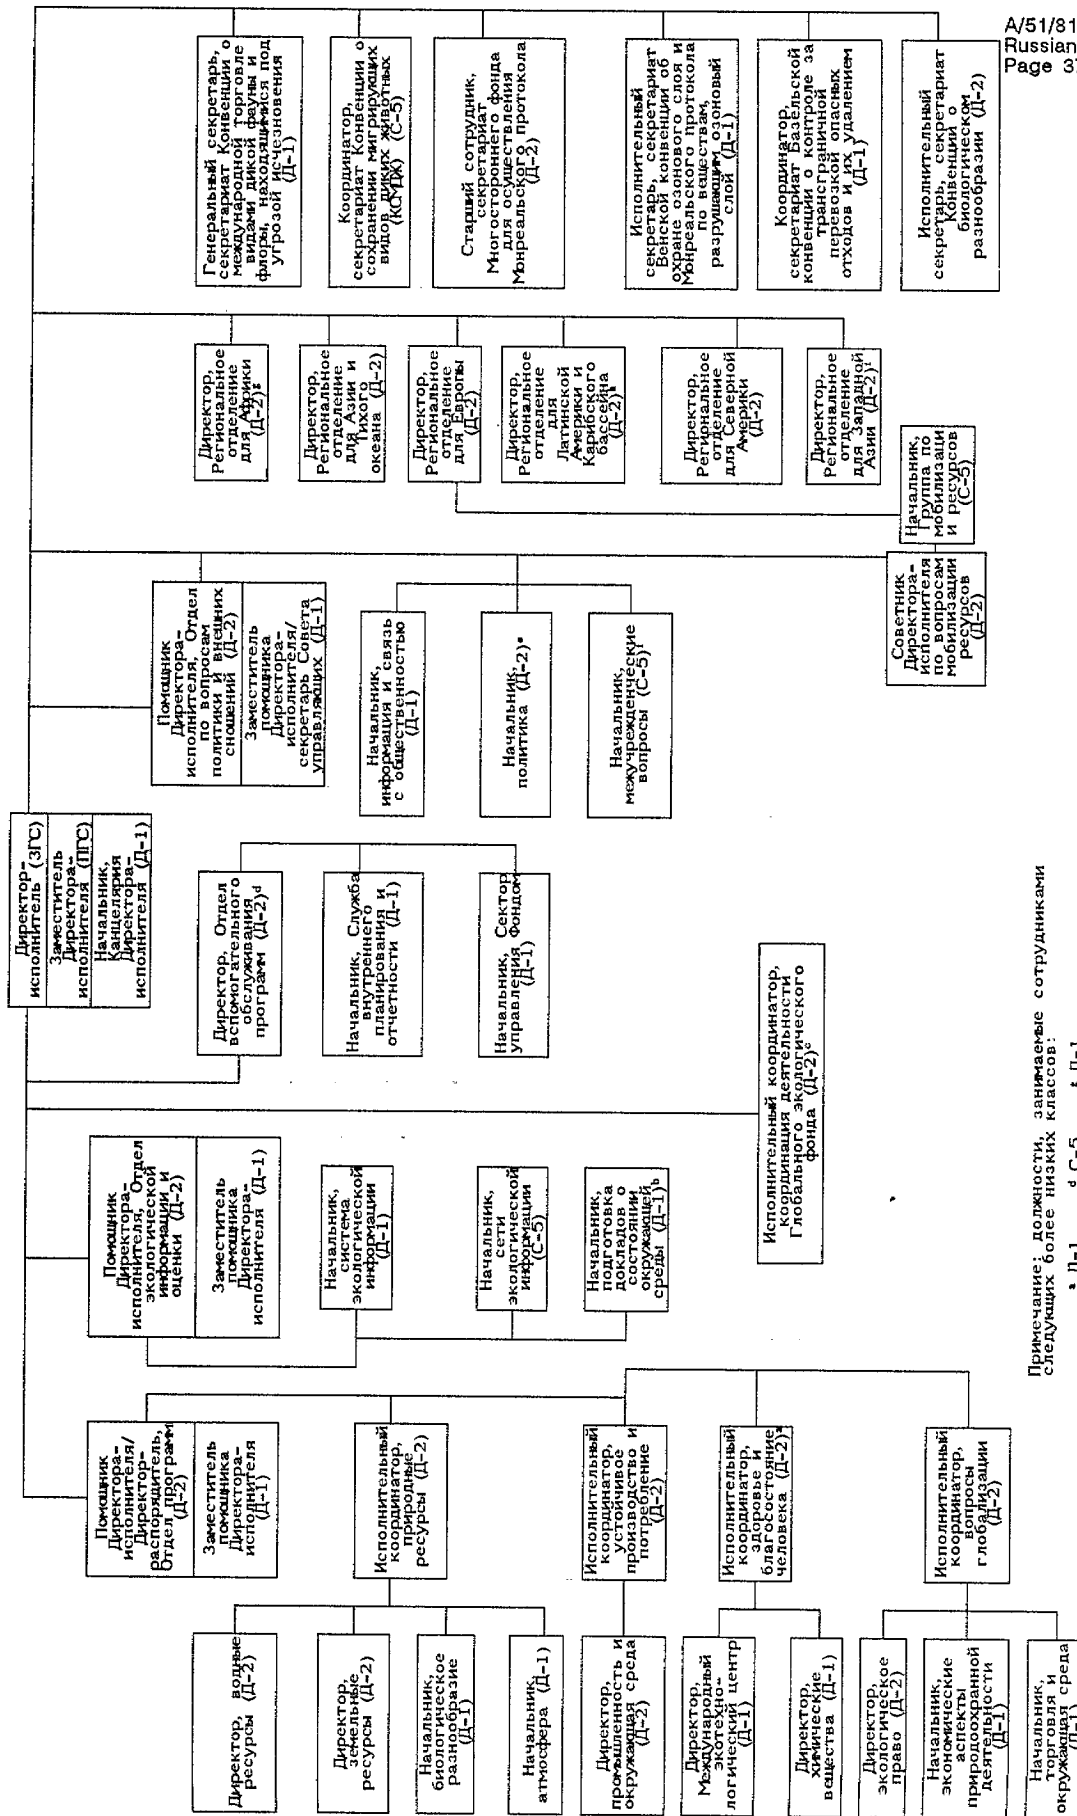 A/51/81
Russian
Page 37
Директор-
исполнитель (ЗГС)
Заместитель
Директора-
исполнителя (ПГС)
Начальник,
Канцелярия
Директора-
исполнителя (Д-1)
Помощник
Директора-
исполнителя/
Директор-
распорядитель,
Отдел программ
(Д-2)
Заместитель
помощника
Директора-
исполнителя
(Д-1)
Исполнительный
координатор,
природные
ресурсы (Д-2)
Исполнительный
координатор,
устойчивое
производство и
потребление
(Д-2)
Исполнительный
координатор,
здоровье и
благосостояние
человека (Д-2)ª
Исполнительный
координатор,
вопросы
глобализации
(Д-2)
Директор, водные
ресурсы (Д-2)
Директор,
земельные
ресурсы (Д-2)
Начальник,
биологическое
разнообразие
(Д-1)
Начальник,
атмосфера (Д-1)
Директор,
промышленность и
окружающая среда
(Д-2)
Директор,
Международный
экотехно-
логический центр
(Д-1)
Директор,
химические
вещества (Д-1)
Директор,
экологическое
право (Д-2)
Начальник,
экономические
аспекты
природоохранной
деятельности
(Д-1)
Начальник,
торговля и
окружающая среда
(Д-1)
Помощник
Директора-
исполнителя, Отдел
экологической
информации и
оценки (Д-2)
Заместитель
помощника
Директора-
исполнителя (Д-1)
Начальник,
система
экологической
информации
(Д-1)
Начальник,
сети
экологической
информации
(С-5)
Начальник,
подготовка
докладов о
состоянии
окружающей
среды (Д-1)ᵇ
Исполнительный координатор,
координация деятельности
Глобального экологического
фонда (Д-2)ᶜ
Директор, Отдел
вспомогательного
обслуживания
программ (Д-2)ᵈ
Начальник, Служба
внутреннего
планирования и
отчетности (Д-1)
Начальник, Сектор
управления Фондом
(Д-1)
Помощник
Директора-
исполнителя, Отдел
по вопросам
политики и внешних
сношений (Д-2)
Заместитель
помощника
Директора-
исполнителя/
секретарь Совета
управляющих (Д-1)
Начальник,
информация и связь
с общественностью
(Д-1)
Начальник,
политика (Д-2)ᵉ
Начальник,
межучрежденческие
вопросы (С-5)ᶠ
Советник
Директора-
исполнителя
по вопросам
мобилизации
ресурсов
(Д-2)
Начальник,
Группа по
мобилизаци
и ресурсов
(С-5)
Директор,
Региональное
отделение
для Африки
(Д-2)ᵍ
Директор,
Региональное
отделение
для Азии и
Тихого
океана (Д-2)
Директор,
Региональное
отделение
для Европы
(Д-2)
Директор,
Региональное
отделение
для
Латинской
Америки и
Карибского
бассейна
(Д-2)ʰ
Директор,
Региональное
отделение
для Северной
Америки
(Д-2)
Директор,
Региональное
отделение
для Западной
Азии (Д-2)ⁱ
Генеральный секретарь,
секретариат Конвенции о
международной торговле
видами дикой фауны и
флоры, находящимися под
угрозой исчезновения
(Д-1)
Координатор,
секретариат Конвенции о
сохранении мигрирующих
видов диких животных
(КСМДЖ) (С-5)
Старший сотрудник,
секретариат
Многостороннего фонда
для осуществления
Монреальского протокола
(Д-2)
Исполнительный
секретарь, секретариат
Венской конвенции об
охране озонового слоя и
Монреальского протокола
по веществам,
разрушающим озоновый
слой (Д-1)
Координатор,
секретариат Базельской
конвенции о контроле за
трансграничной
перевозкой опасных
отходов и их удалением
(Д-1)
Исполнительный
секретарь, секретариат
Конвенции о
биологическом
разнообразии (Д-2)
Примечание: должности, занимаемые сотрудниками
следующих более низких классов:
ª Д-1 ᵈ С-5